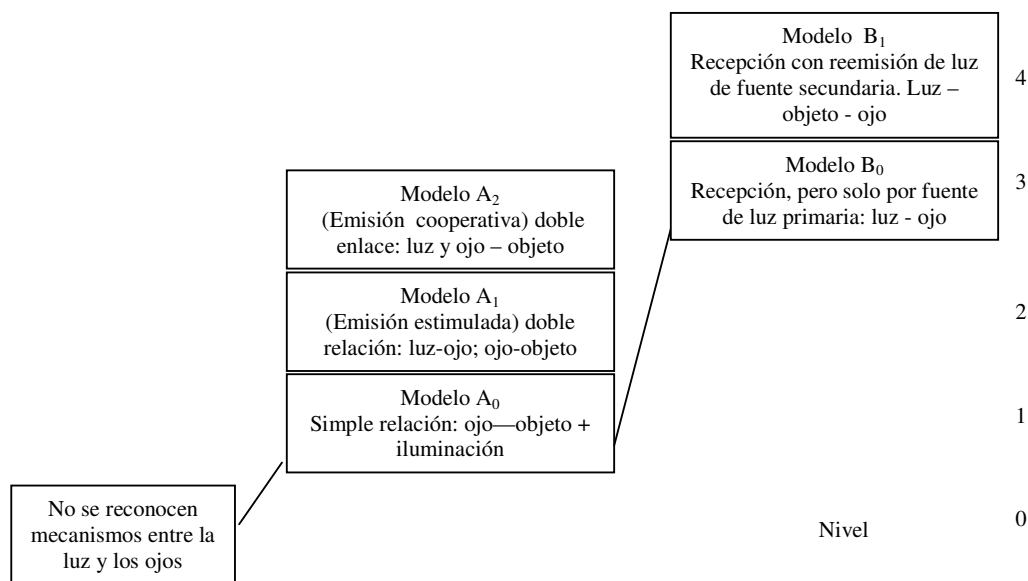 Modelo B₁
Recepción con reemisión de luz
de fuente secundaria. Luz –
objeto - ojo
4
Modelo B₀
Recepción, pero solo por fuente
de luz primaria: luz - ojo
3
Modelo A₂
(Emisión cooperativa) doble
enlace: luz y ojo – objeto
Modelo A₁
(Emisión estimulada) doble
relación: luz-ojo; ojo-objeto
2
Modelo A₀
Simple relación: ojo—objeto +
iluminación
1
No se reconocen
mecanismos entre la
luz y los ojos
Nivel
0